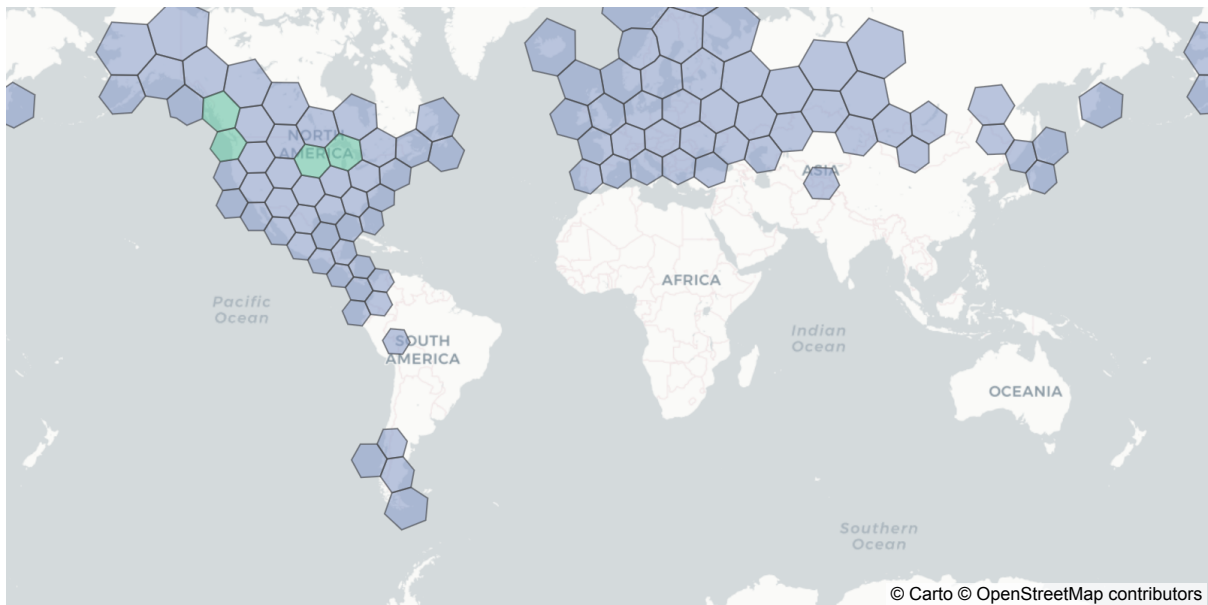 NORTH
AMERICA
ASIA
AFRICA
Pacific
Ocean
Indian
Ocean
SOUTH
AMERICA
OCEANIA
Southern
Ocean
© Carto © OpenStreetMap contributors